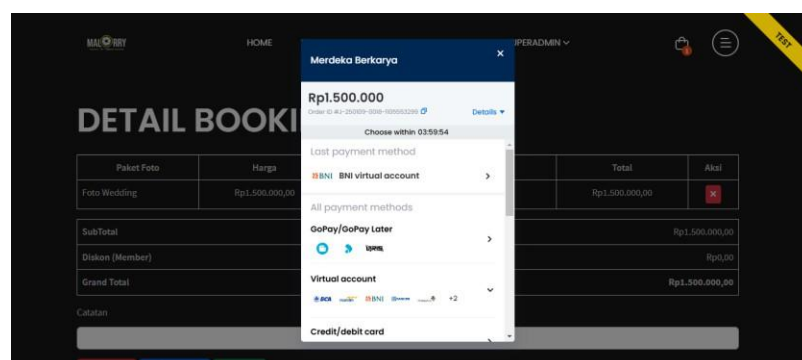 HOME
UPERADMIN
TEST
Merdeka Berkarya
×
Rp1.500.000
Details
Choose within 03:59:54
DETAIL BOOKI
Last payment method
BNI BNI virtual account
All payment methods
GoPay/GoPay Later
Virtual account
BCA BNI +2
Credit/debit card
Paket Foto Harga Total Aksi
Foto Wedding Rp1.500.000,00 Rp1.500.000,00 ×
SubTotal Rp1.500.000,00
Diskon (Member) Rp0,00
Grand Total Rp1.500.000,00
Catatan